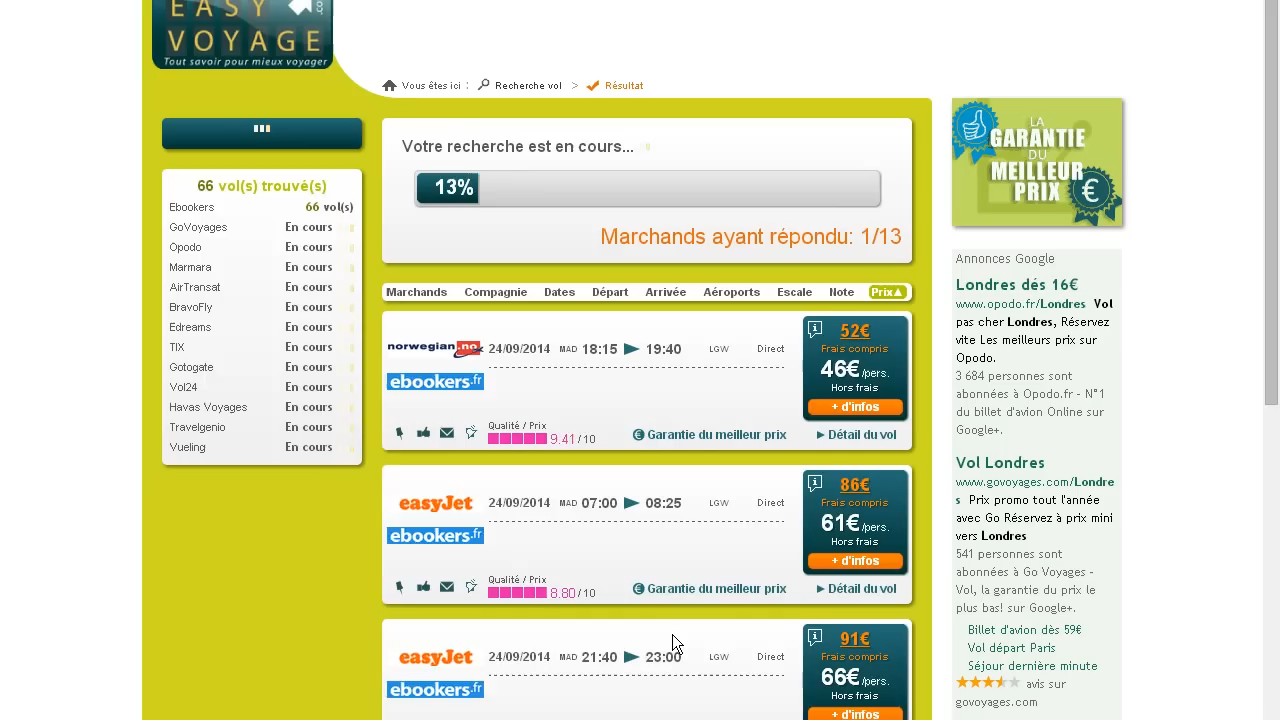 EASY
VOYAGE
Tout savoir pour mieux voyager
Vous êtes ici : Recherche vol > Résultat
66 vol(s) trouvé(s)
Ebookers 66 vol(s)
GoVoyages En cours
Opodo En cours
Marmara En cours
AirTransat En cours
BravoFly En cours
Edreams En cours
TIX En cours
Gotogate En cours
Vol24 En cours
Havas Voyages En cours
Travelgenio En cours
Vueling En cours
Votre recherche est en cours...
13%
Marchands ayant répondu: 1/13
Marchands Compagnie Dates Départ Arrivée Aéroports Escale Note Prix▲
norwegian.no 24/09/2014 MAD 18:15 19:40 LGW Direct
ebookers.fr
52€
Frais compris
46€ /pers.
Hors frais
+ d'infos
Qualité / Prix
9.41 / 10
Garantie du meilleur prix
Détail du vol
easyJet 24/09/2014 MAD 07:00 08:25 LGW Direct
ebookers.fr
86€
Frais compris
61€ /pers.
Hors frais
+ d'infos
Qualité / Prix
8.80 / 10
Garantie du meilleur prix
Détail du vol
easyJet 24/09/2014 MAD 21:40 23:00 LGW Direct
ebookers.fr
91€
Frais compris
66€ /pers.
Hors frais
+ d'infos
LA
GARANTIE
DU
MEILLEUR
PRIX
€
Annonces Google
Londres dés 16€
www.opodo.fr/Londres Vol
pas cher Londres, Réservez
vite Les meilleurs prix sur
Opodo.
3 684 personnes sont
abonnées à Opodo.fr - N°1
du billet d'avion Online sur
Google+.
Vol Londres
www.govoyages.com/Londre
s Prix promo tout l'année
avec Go Réservez à prix mini
vers Londres
541 personnes sont
abonnées à Go Voyages -
Vol, la garantie du prix le
plus bas! sur Google+.
Billet d'avion dès 59€
Vol départ Paris
Séjour dernière minute
avis sur
govoyages.com